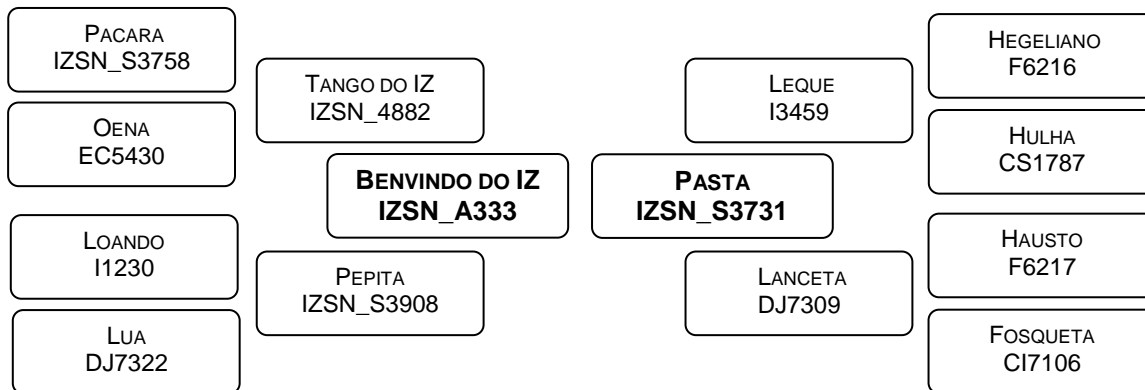 PACARA
IZSN_S3758
OENA
EC5430
TANGO DO IZ
IZSN_4882
BENVINDO DO IZ
IZSN_A333
LOANDO
I1230
LUA
DJ7322
PEPITA
IZSN_S3908
LEQUE
I3459
HEGELIANO
F6216
HULHA
CS1787
PASTA
IZSN_S3731
LANCETA
DJ7309
HAUSTO
F6217
FOSQUETA
CI7106